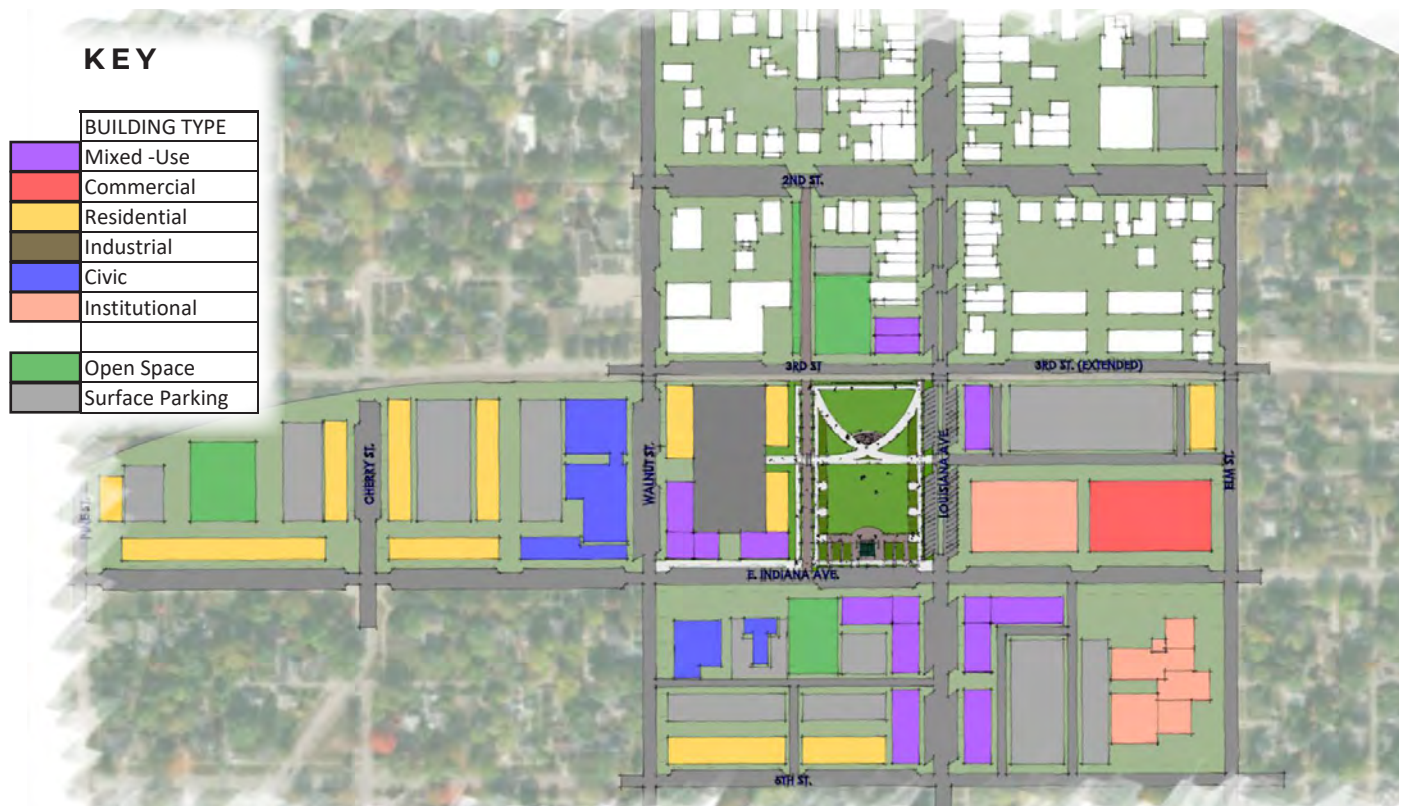 KEY
BUILDING TYPE
Mixed -Use
Commercial
Residential
Industrial
Civic
Institutional
Open Space
Surface Parking
2ND ST.
3RD ST
3RD ST. (EXTENDED)
CHERRY ST.
WALNUT ST.
LOUISIANA AVE.
ELM ST.
E. INDIANA AVE.
6TH ST.